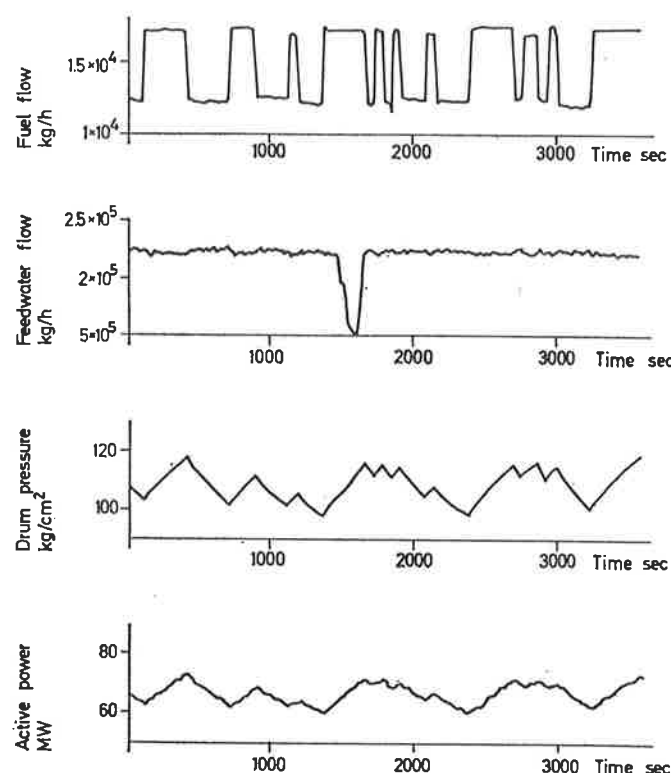 Fuel flow
kg/h
1.5×10⁴
1×10⁴
1000
2000
3000
Time sec
Feedwater flow
kg/h
2.5×10⁵
2×10⁵
5×10⁵
1000
2000
3000
Time sec
Drum pressure
kg/cm²
120
100
1000
2000
3000
Time sec
Active power
MW
80
60
1000
2000
3000
Time sec